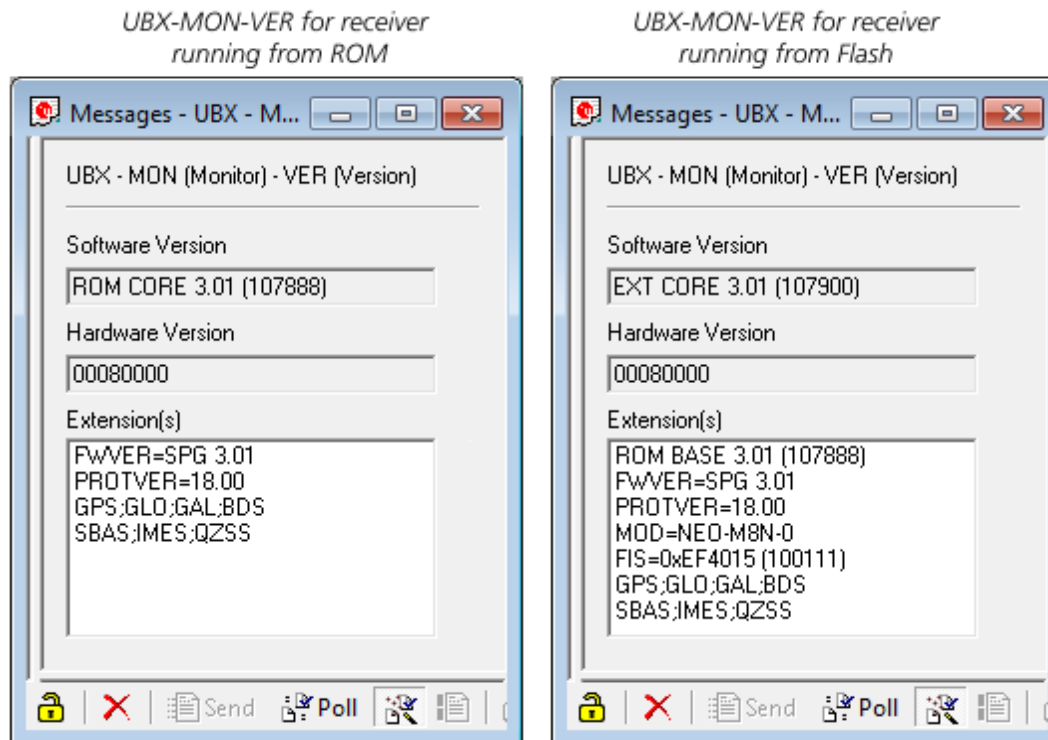 UBX-MON-VER for receiver
running from ROM
Messages - UBX - M...
UBX - MON (Monitor) - VER (Version)
Software Version
ROM CORE 3.01 (107888)
Hardware Version
00080000
Extension(s)
FWVER=SPG 3.01
PROTVER=18.00
GPS;GLO;GAL;BDS
SBAS;IMES;QZSS
Send Poll
UBX-MON-VER for receiver
running from Flash
Messages - UBX - M...
UBX - MON (Monitor) - VER (Version)
Software Version
EXT CORE 3.01 (107900)
Hardware Version
00080000
Extension(s)
ROM BASE 3.01 (107888)
FWVER=SPG 3.01
PROTVER=18.00
MOD=NEO-M8N-0
FIS=0xEF4015 (100111)
GPS;GLO;GAL;BDS
SBAS;IMES;QZSS
Send Poll